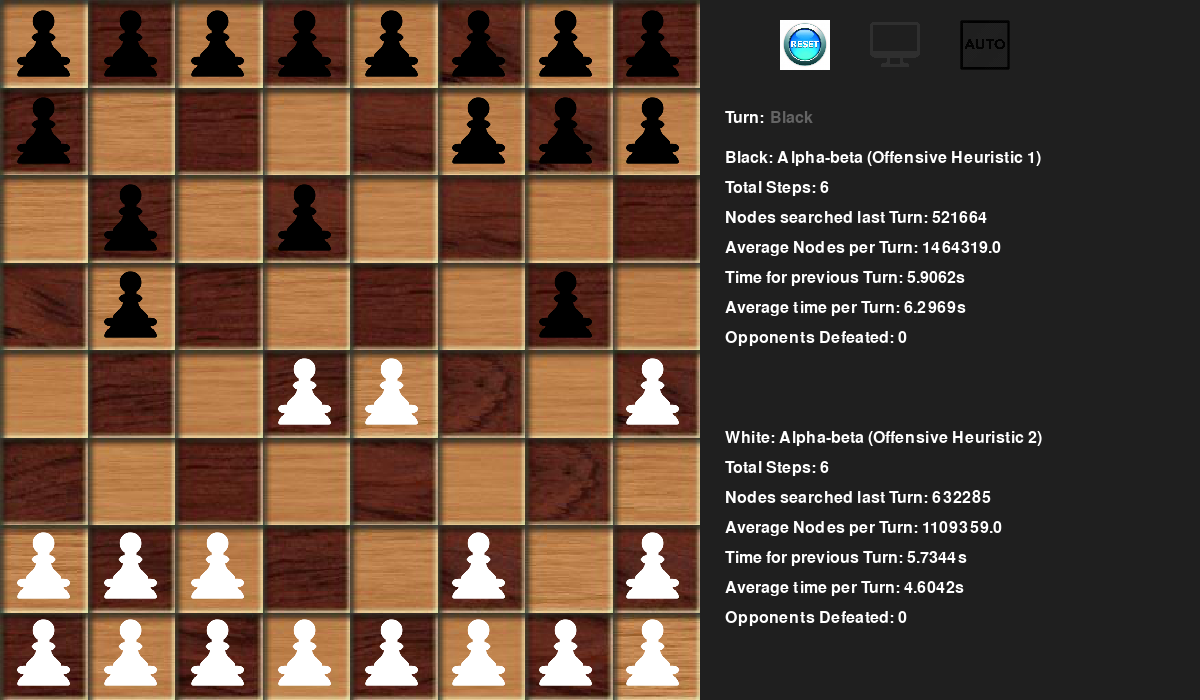 RESET
AUTO
Turn: Black
Black: Alpha-beta (Offensive Heuristic 1)
Total Steps: 6
Nodes searched last Turn: 521664
Average Nodes per Turn: 1464319.0
Time for previous Turn: 5.9062s
Average time per Turn: 6.2969s
Opponents Defeated: 0
White: Alpha-beta (Offensive Heuristic 2)
Total Steps: 6
Nodes searched last Turn: 632285
Average Nodes per Turn: 1109359.0
Time for previous Turn: 5.7344s
Average time per Turn: 4.6042s
Opponents Defeated: 0